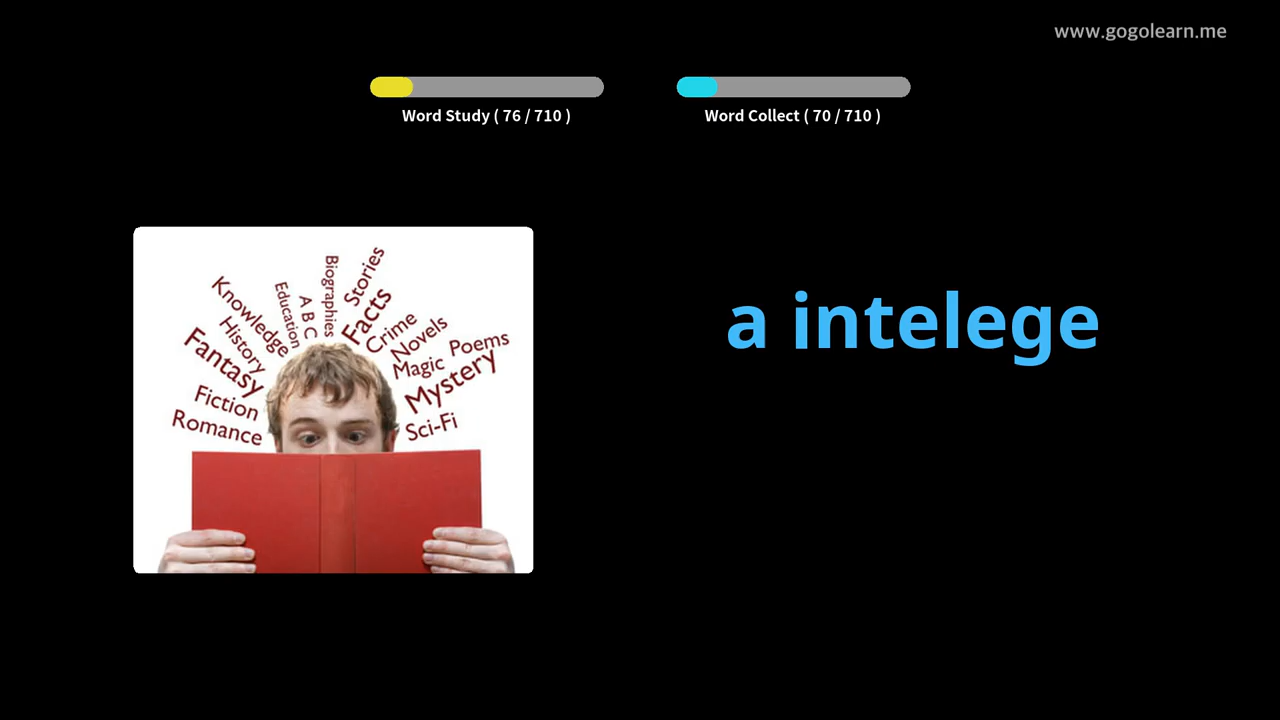 www.gogolearn.me
Word Study ( 76 / 710 )
Word Collect ( 70 / 710 )
a intelege
Knowledge
Education
A B C
Biographies
Stories
Facts
Crime
Novels
Poems
Magic
Mystery
Sci-Fi
History
Fantasy
Fiction
Romance